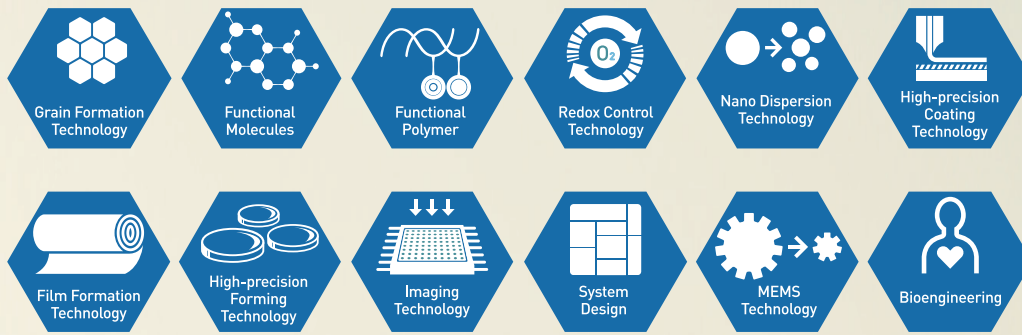 Grain Formation
Technology
Functional
Molecules
Functional
Polymer
O₂
Redox Control
Technology
Nano Dispersion
Technology
High-precision
Coating
Technology
Film Formation
Technology
High-precision
Forming
Technology
Imaging
Technology
System
Design
MEMS
Technology
Bioengineering